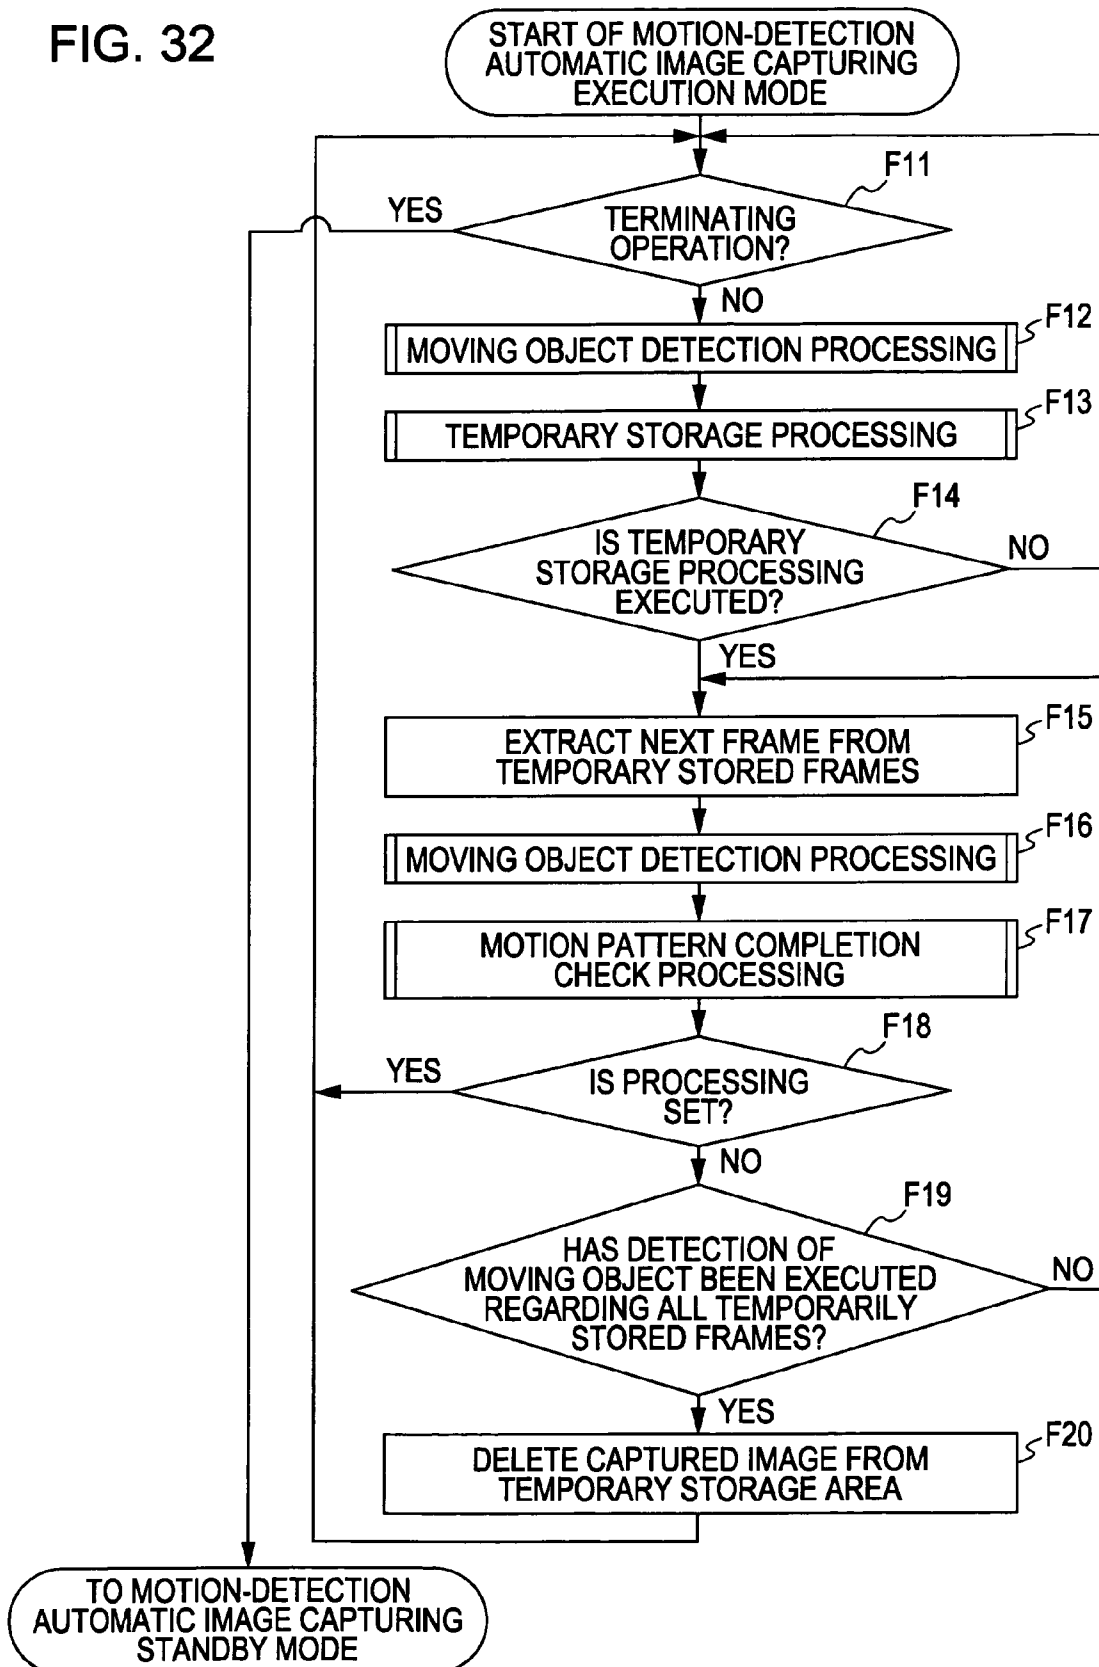 FIG. 32
START OF MOTION-DETECTION
AUTOMATIC IMAGE CAPTURING
EXECUTION MODE
F11
YES
TERMINATING
OPERATION?
NO
F12
MOVING OBJECT DETECTION PROCESSING
F13
TEMPORARY STORAGE PROCESSING
F14
IS TEMPORARY
STORAGE PROCESSING
EXECUTED?
NO
YES
F15
EXTRACT NEXT FRAME FROM
TEMPORARY STORED FRAMES
F16
MOVING OBJECT DETECTION PROCESSING
F17
MOTION PATTERN COMPLETION
CHECK PROCESSING
F18
YES
IS PROCESSING
SET?
NO
F19
HAS DETECTION OF
MOVING OBJECT BEEN EXECUTED
REGARDING ALL TEMPORARILY
STORED FRAMES?
NO
YES
F20
DELETE CAPTURED IMAGE FROM
TEMPORARY STORAGE AREA
TO MOTION-DETECTION
AUTOMATIC IMAGE CAPTURING
STANDBY MODE